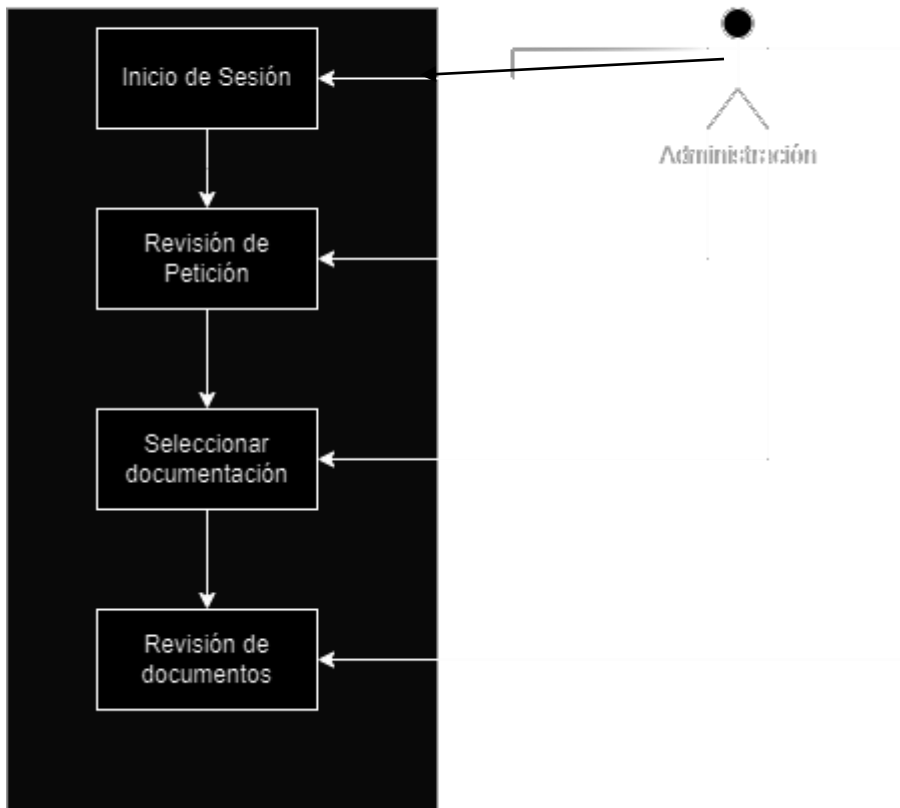 Inicio de Sesión
Administración
Revisión de
Petición
Seleccionar
documentación
Revisión de
documentos